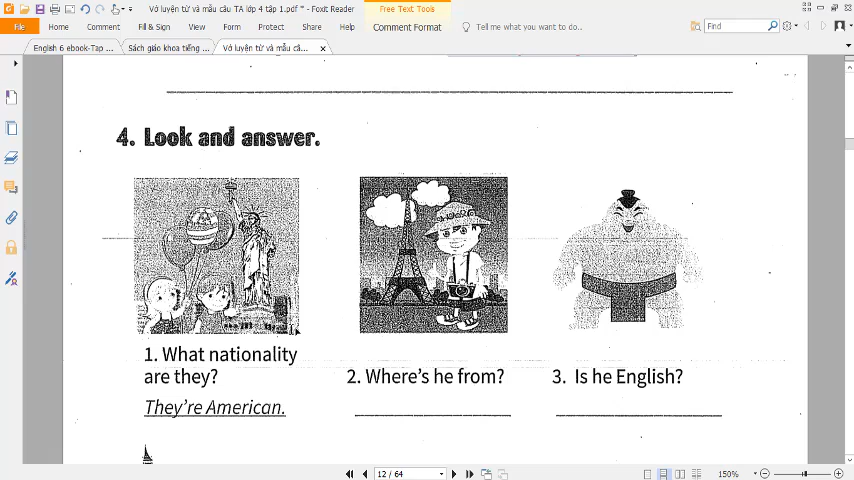 Vở luyện từ và mẫu câu TA lớp 4 tập 1.pdf * - Foxit Reader
Free Text Tools
File Home Comment Fill & Sign View Form Protect Share Help Comment Format Tell me what you want to do.. Find
English 6 ebook-Tap ... Sách giáo khoa tiếng ... Vở luyện từ và mẫu câ...
4. Look and answer.
1. What nationality
are they?
They're American.
2. Where's he from?
3. Is he English?
12 / 64
150%